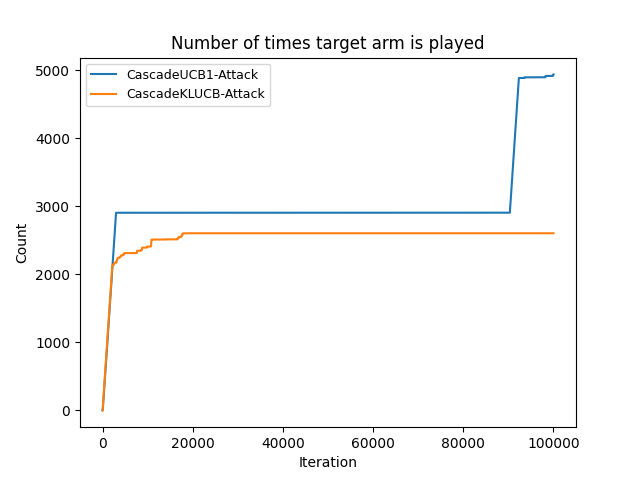 Number of times target arm is played
CascadeUCB1-Attack
CascadeKLUCB-Attack
5000
4000
3000
2000
1000
0
Count
0 20000 40000 60000 80000 100000
Iteration